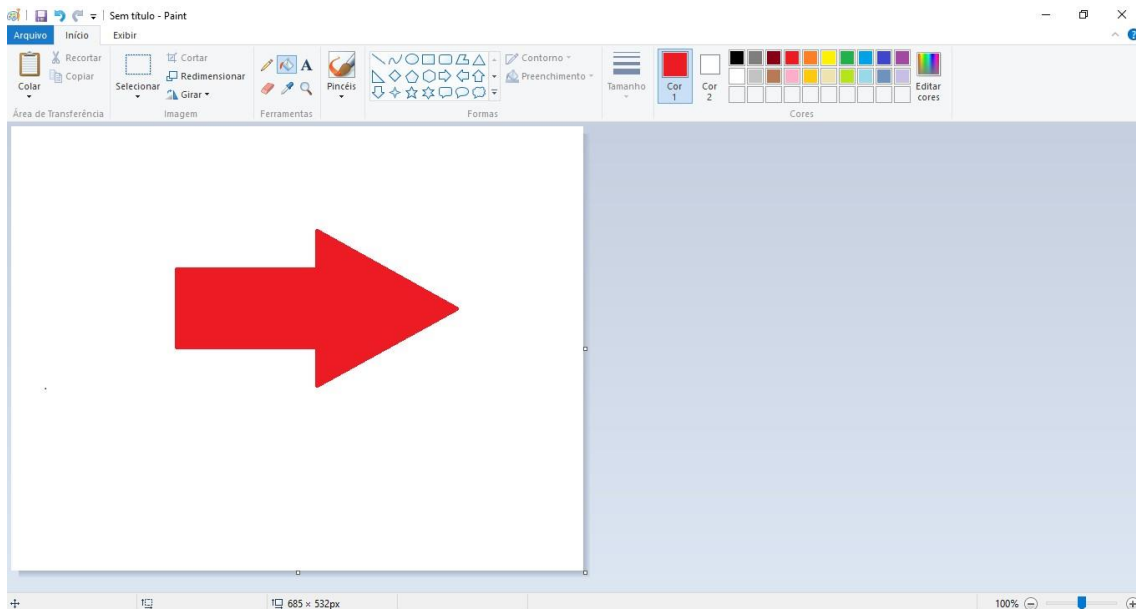 Sem título - Paint
Arquivo Início Exibir
Colar
Recortar
Copiar
Área de Transferência
Selecionar
Cortar
Redimensionar
Girar
Imagem
A
Ferramentas
Pincéis
Contorno
Preenchimento
Formas
Tamanho
Cor 1
Cor 2
Editar cores
Cores
685 × 532px
100%